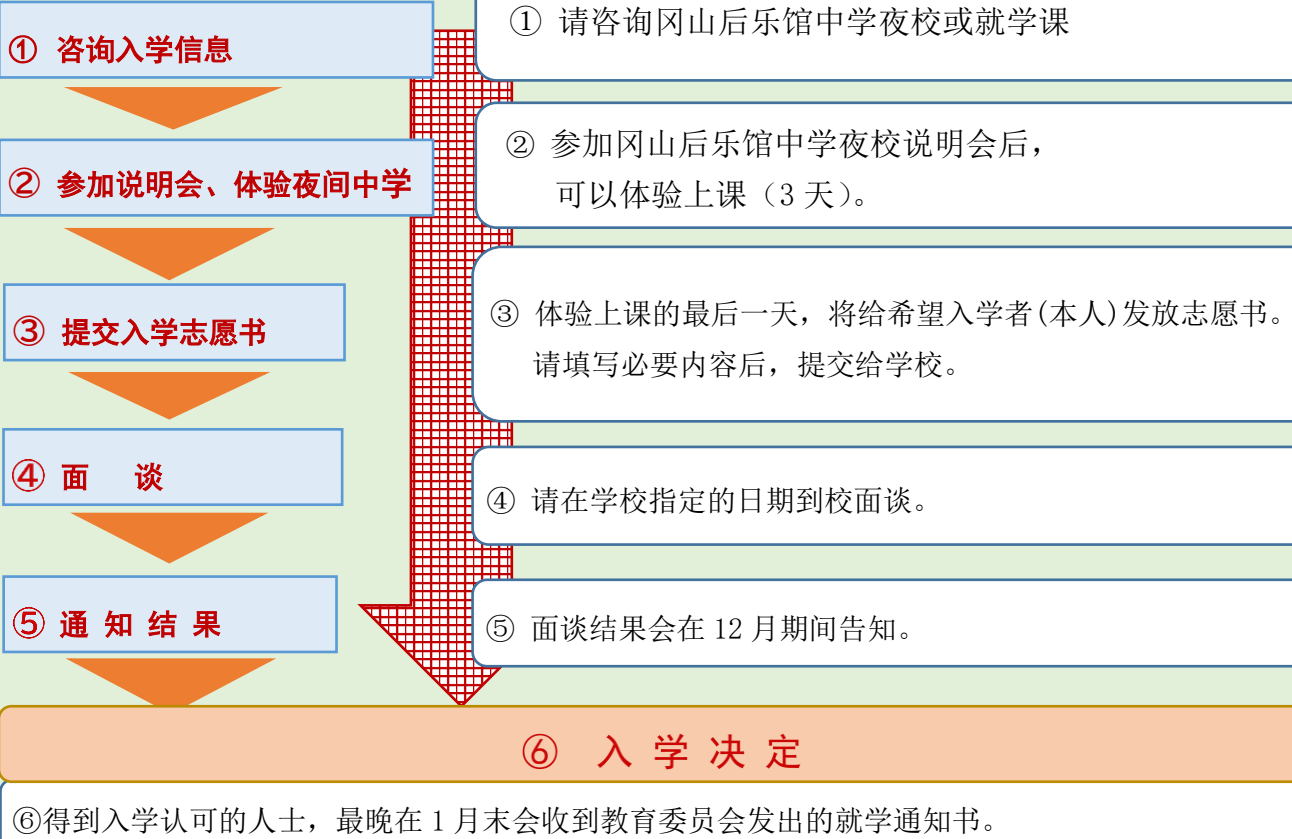 ① 咨询入学信息
① 请咨询冈山后乐馆中学夜校或就学课
② 参加说明会、体验夜间中学
② 参加冈山后乐馆中学夜校说明会后，
可以体验上课（3 天）。
③ 提交入学志愿书
③ 体验上课的最后一天，将给希望入学者(本人)发放志愿书。
请填写必要内容后，提交给学校。
④ 面 谈
④ 请在学校指定的日期到校面谈。
⑤ 通 知 结 果
⑤ 面谈结果会在 12 月期间告知。
⑥ 入 学 决 定
⑥得到入学认可的人士，最晚在 1 月末会收到教育委员会发出的就学通知书。